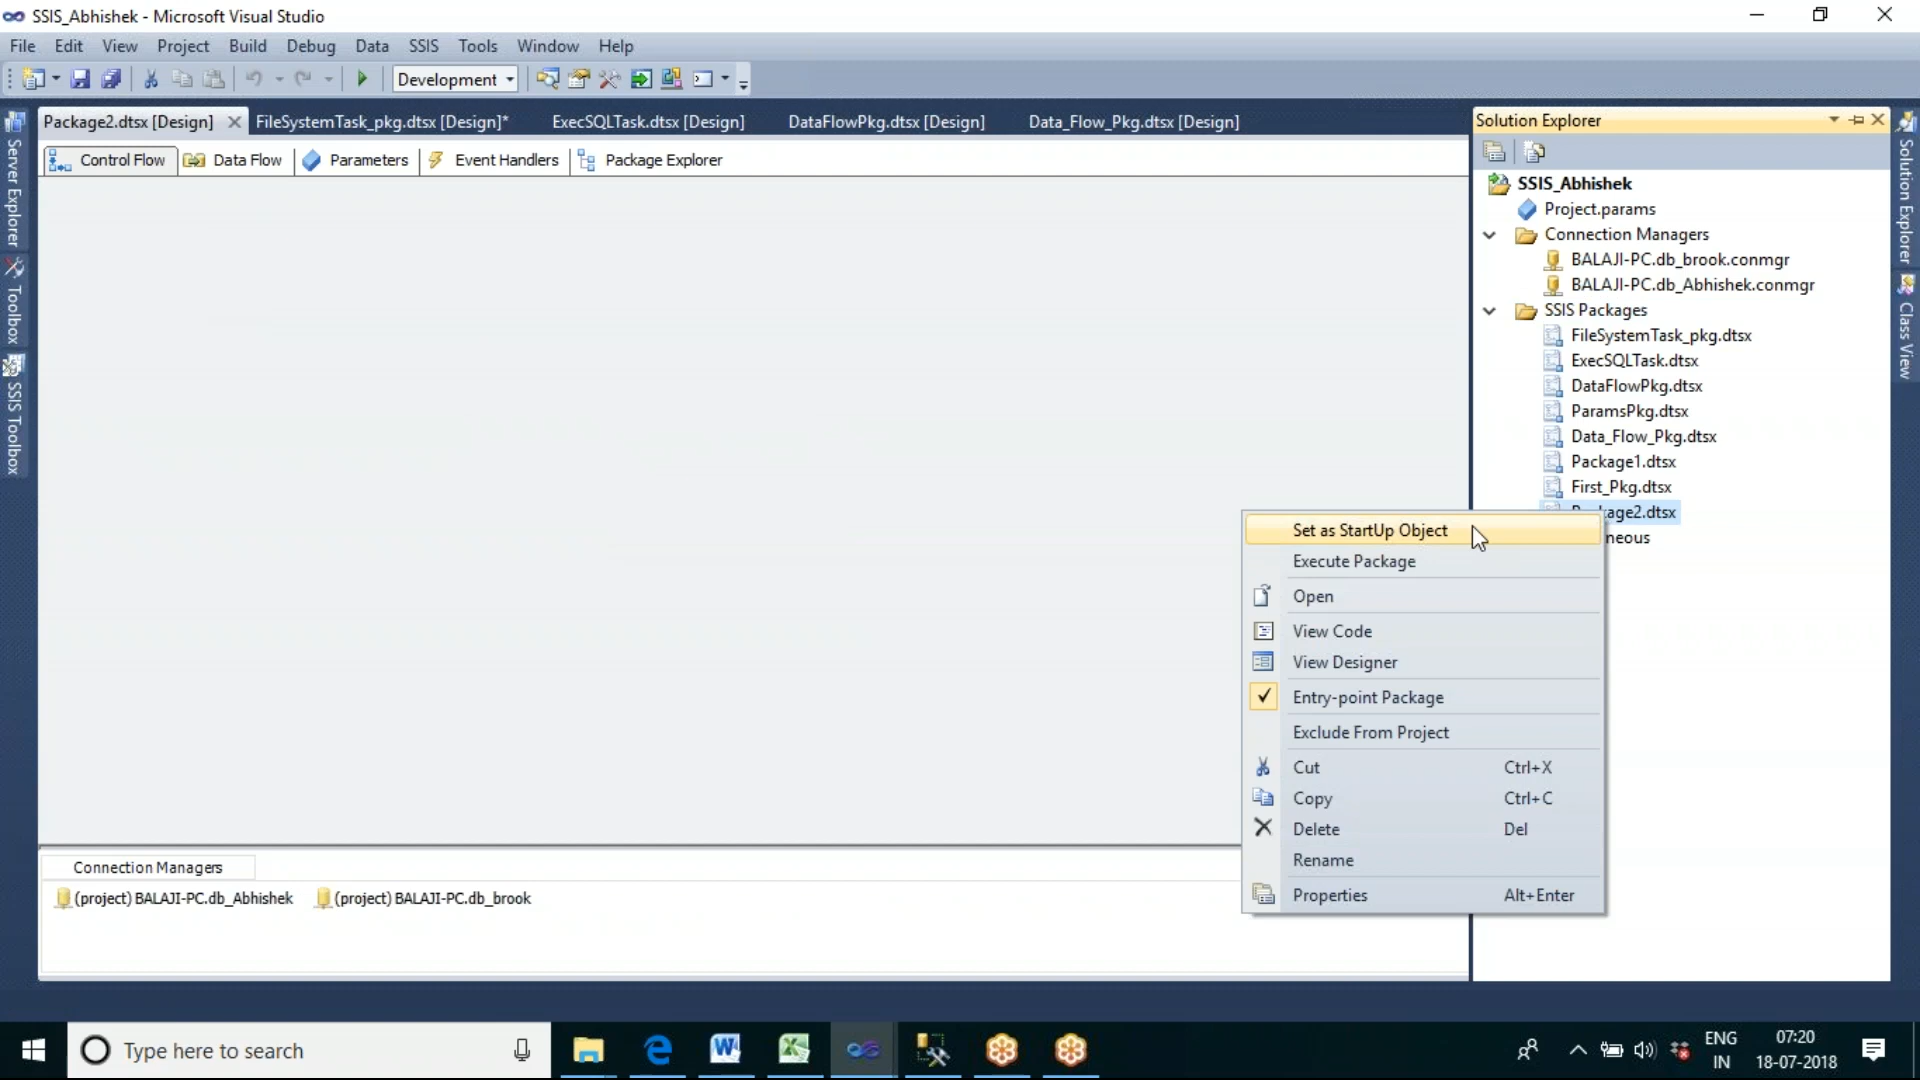 SSIS_Abhishek - Microsoft Visual Studio
File Edit View Project Build Debug Data SSIS Tools Window Help
Development
Package2.dtsx [Design] FileSystemTask_pkg.dtsx [Design]* ExecSQLTask.dtsx [Design] DataFlowPkg.dtsx [Design] Data_Flow_Pkg.dtsx [Design]
Control Flow Data Flow Parameters Event Handlers Package Explorer
Server Explorer
Toolbox
SSIS Toolbox
Solution Explorer
SSIS_Abhishek
Project.params
Connection Managers
BALAJI-PC.db_brook.conmgr
BALAJI-PC.db_Abhishek.conmgr
SSIS Packages
FileSystemTask_pkg.dtsx
ExecSQLTask.dtsx
DataFlowPkg.dtsx
ParamsPkg.dtsx
Data_Flow_Pkg.dtsx
Package1.dtsx
First_Pkg.dtsx
Package2.dtsx
neous
Solution Explorer
Class View
Set as StartUp Object
Execute Package
Open
View Code
View Designer
Entry-point Package
Exclude From Project
Cut Ctrl+X
Copy Ctrl+C
Delete Del
Rename
Properties Alt+Enter
Connection Managers
(project) BALAJI-PC.db_Abhishek (project) BALAJI-PC.db_brook
Type here to search
ENG
IN
07:20
18-07-2018